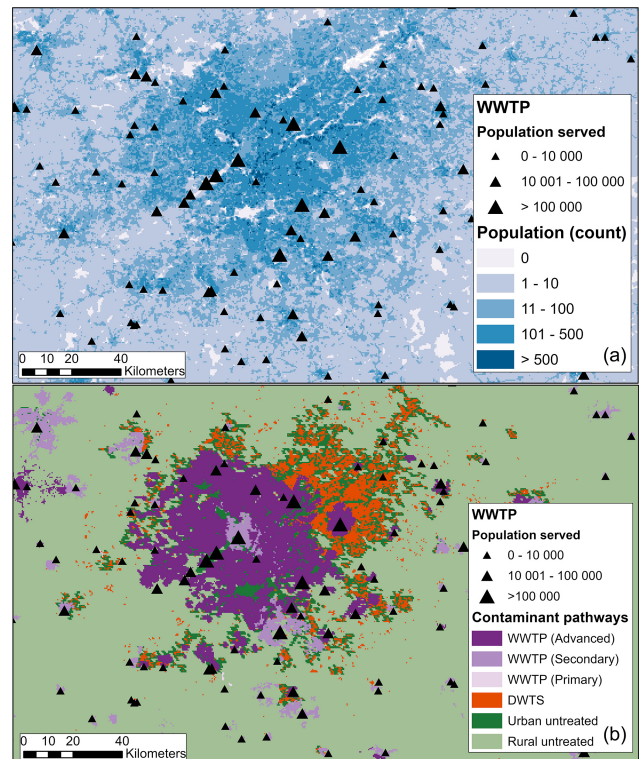 WWTP
Population served
0 - 10 000
10 001 - 100 000
> 100 000
Population (count)
0
1 - 10
11 - 100
101 - 500
> 500
(a)
0 10 20 40
Kilometers
WWTP
Population served
0 - 10 000
10 001 - 100 000
>100 000
Contaminant pathways
WWTP (Advanced)
WWTP (Secondary)
WWTP (Primary)
DWTS
Urban untreated
Rural untreated
(b)
0 10 20 40
Kilometers